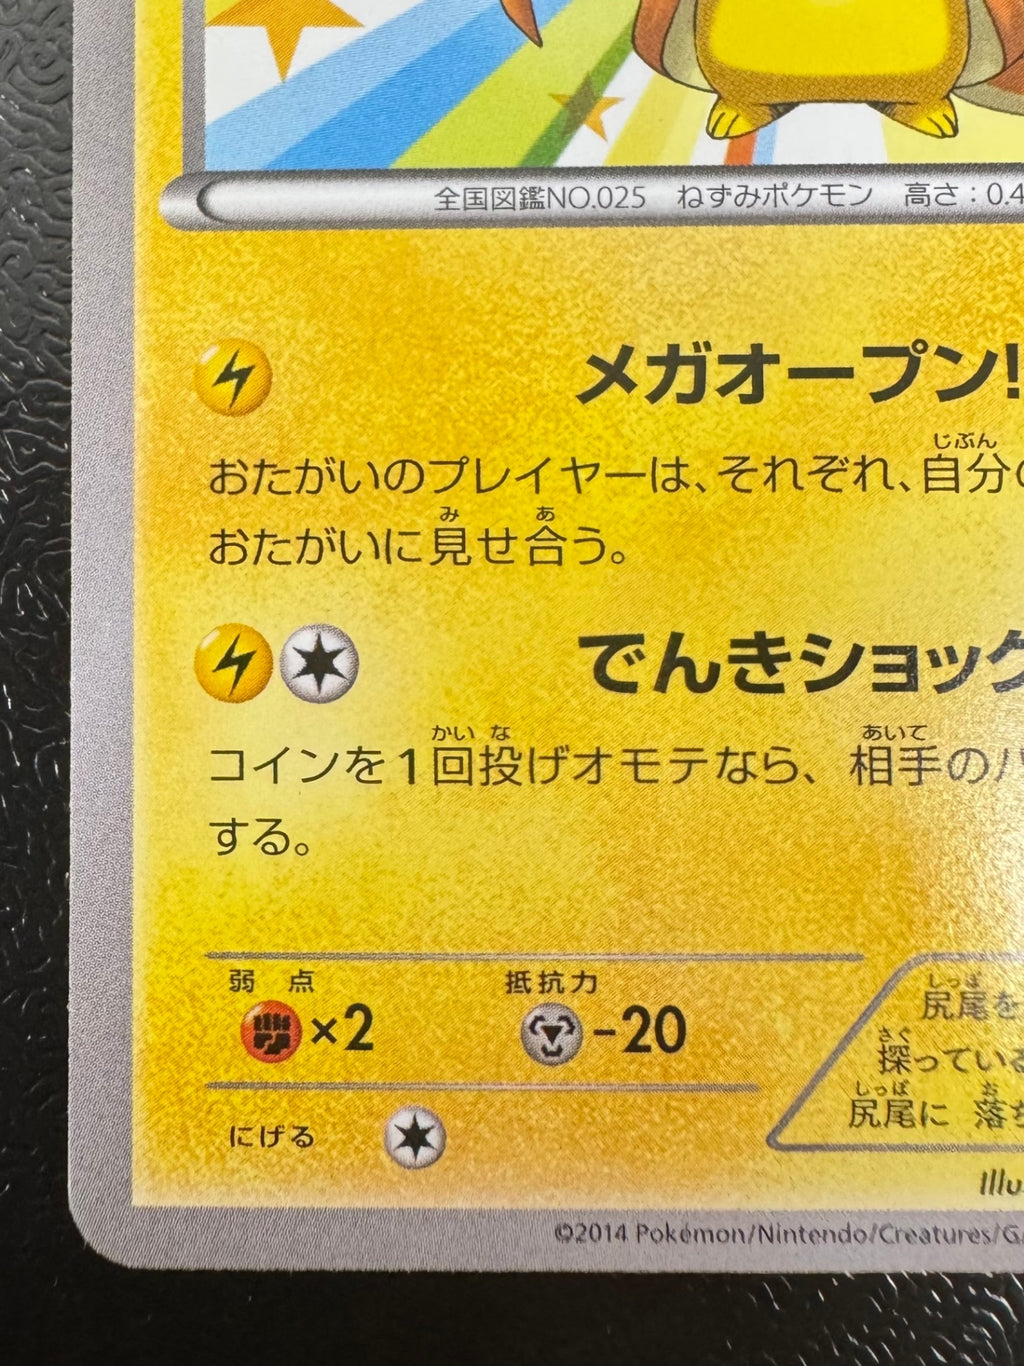 全国図鑑NO.025 ねずみポケモン 高さ：0.4
メガオープン!
じぶん
おたがいのプレイヤーは、それぞれ、自分
み あ
おたがいに見せ合う。
でんきショック
かい な あいて
コインを1回投げオモテなら、相手の
する。
弱点 抵抗力
×2 −20
にげる
しっぽ
尻尾を
さぐ
探っている
しっぽ お
尻尾に 落ち
Illu
©2014 Pokémon/Nintendo/Creatures/G